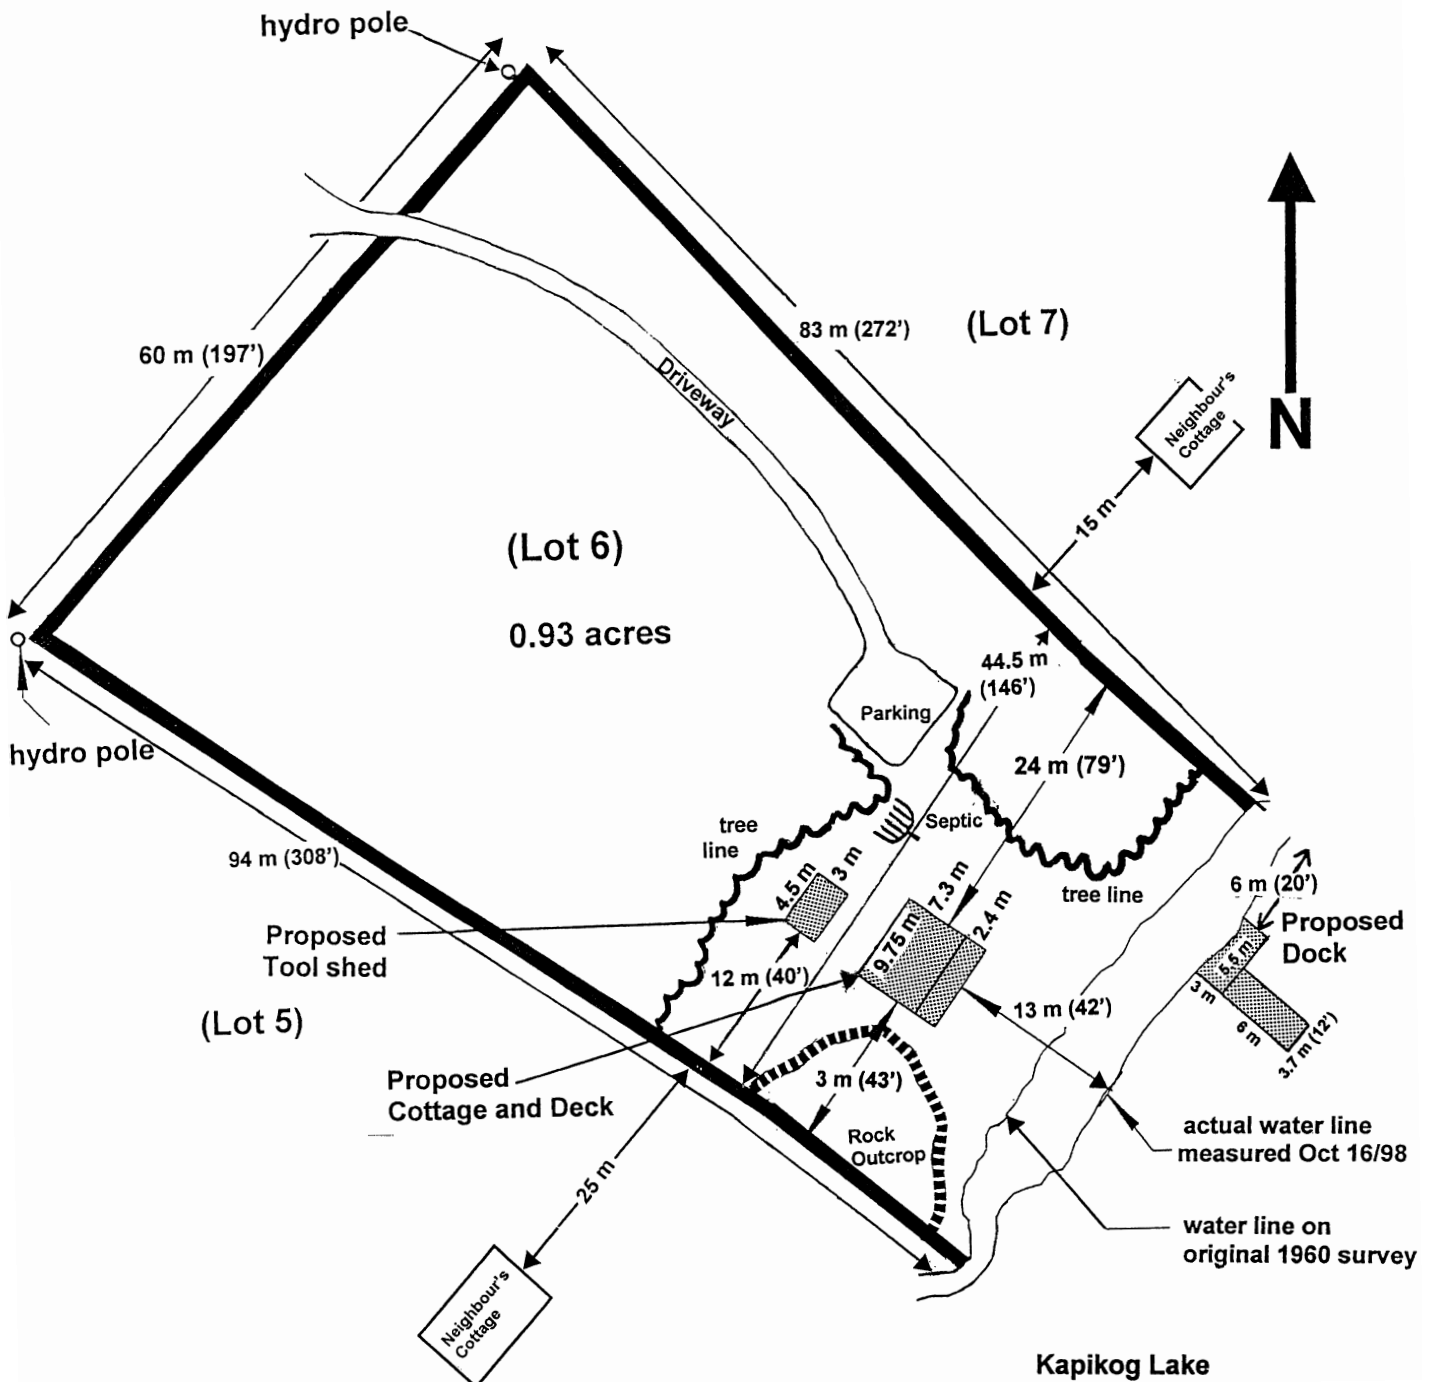 hydro pole
83 m (272')
(Lot 7)
60 m (197')
Driveway
Neighbour's
Cottage
N
15 m
(Lot 6)
0.93 acres
44.5 m
(146')
Parking
hydro pole
24 m (79')
tree
line
Septic
94 m (308')
4.5 m
3 m
7.3 m
2.4 m
tree line
6 m (20')
Proposed
Dock
Proposed
Tool shed
9.75 m
5.5 m
3 m
12 m (40')
13 m (42')
6 m
3.7 m (12')
(Lot 5)
Proposed
Cottage and Deck
3 m (43')
Rock
Outcrop
actual water line
measured Oct 16/98
25 m
water line on
original 1960 survey
Neighbour's
Cottage
Kapikog Lake